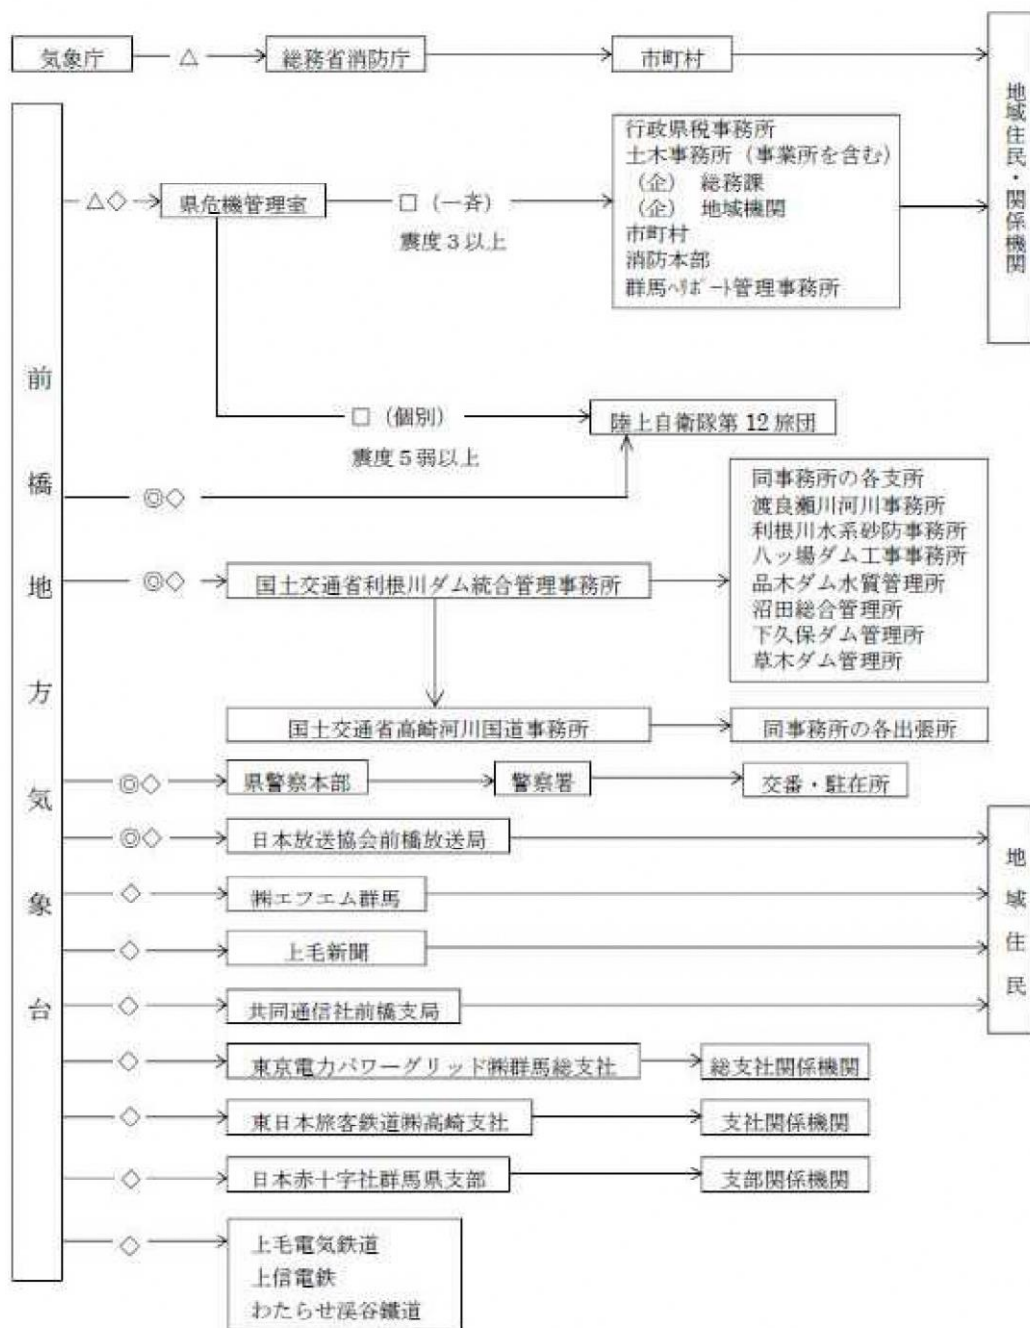 気象庁 △ 総務省消防庁 市町村
地域住民・関係機関
前橋地方気象台
△◇ 県危機管理室 □（一斉）
震度３以上
行政県税事務所
土木事務所（事業所を含む）
（企） 総務課
（企） 地域機関
市町村
消防本部
群馬ﾍﾘﾎﾟｰﾄ管理事務所
□（個別） 陸上自衛隊第 12 旅団
震度５弱以上
◎◇
◎◇ 国土交通省利根川ダム統合管理事務所
同事務所の各支所
渡良瀬川河川事務所
利根川水系砂防事務所
八ッ場ダム工事事務所
品木ダム水質管理所
沼田総合管理所
下久保ダム管理所
草木ダム管理所
国土交通省高崎河川国道事務所 同事務所の各出張所
◎◇ 県警察本部 警察署 交番・駐在所
◎◇ 日本放送協会前橋放送局
地域住民
◇ ㈱エフエム群馬
◇ 上毛新聞
◇ 共同通信社前橋支局
◇ 東京電力パワーグリッド㈱群馬総支社 総支社関係機関
◇ 東日本旅客鉄道㈱高崎支社 支社関係機関
◇ 日本赤十字社群馬県支部 支部関係機関
◇ 上毛電気鉄道
上信電鉄
わたらせ渓谷鐵道